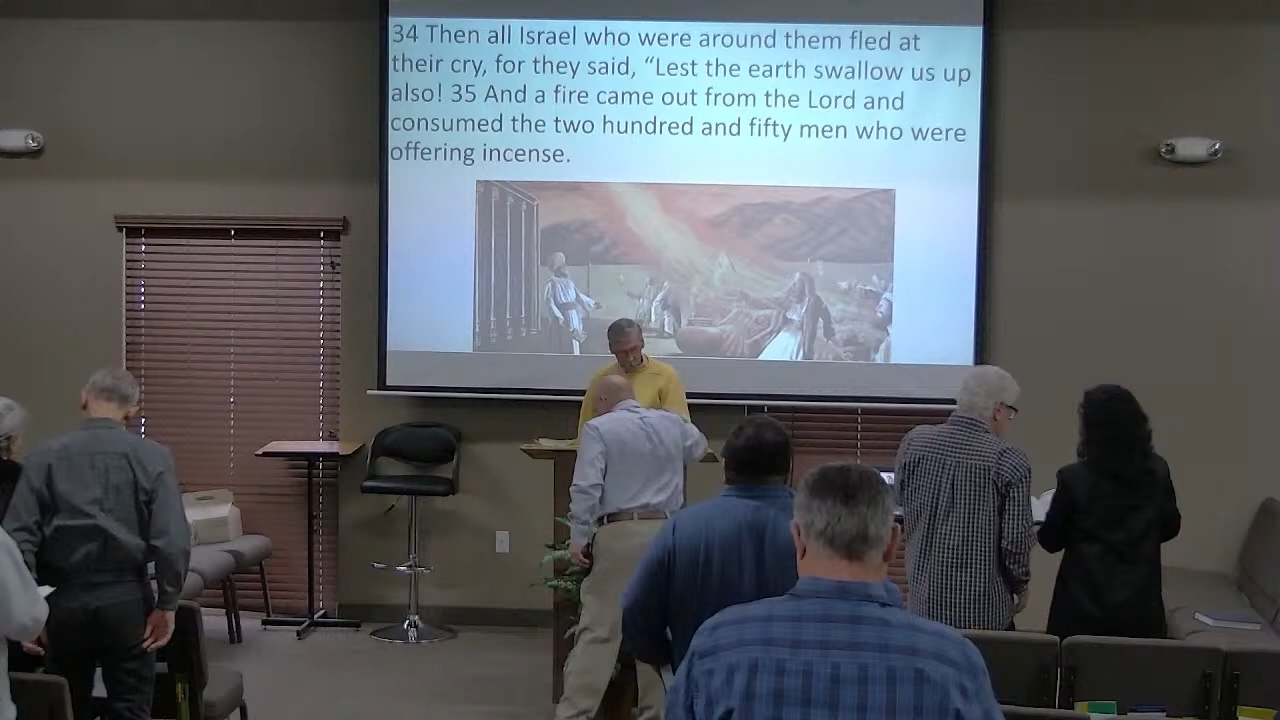 34 Then all Israel who were around them fled at
their cry, for they said, “Lest the earth swallow us up
also! 35 And a fire came out from the Lord and
consumed the two hundred and fifty men who were
offering incense.